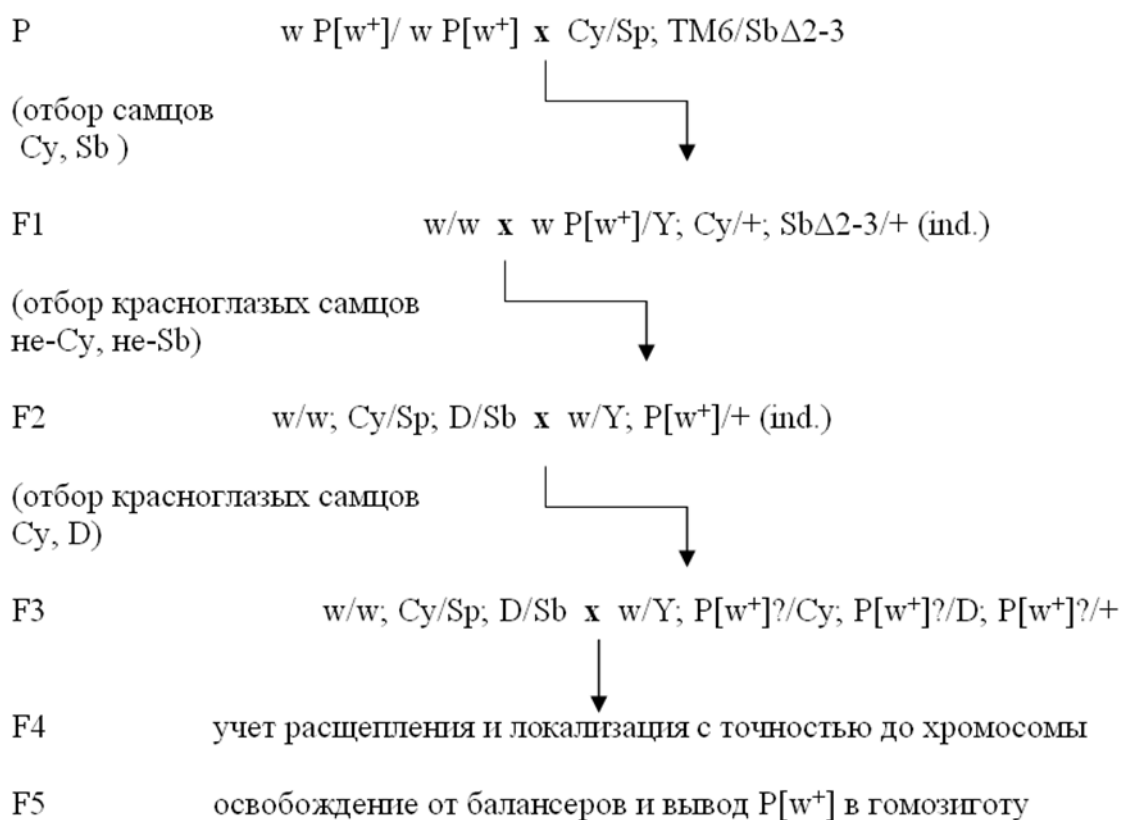 P w P[w⁺]/ w P[w⁺] x Cy/Sp; TM6/SbΔ2-3
(отбор самцов
Cy, Sb )
F1 w/w x w P[w⁺]/Y; Cy/+; SbΔ2-3/+ (ind.)
(отбор красноглазых самцов
не-Cy, не-Sb)
F2 w/w; Cy/Sp; D/Sb x w/Y; P[w⁺]/+ (ind.)
(отбор красноглазых самцов
Cy, D)
F3 w/w; Cy/Sp; D/Sb x w/Y; P[w⁺]?/Cy; P[w⁺]?/D; P[w⁺]?/+
F4 учет расщепления и локализация с точностью до хромосомы
F5 освобождение от балансеров и вывод P[w⁺] в гомозиготу